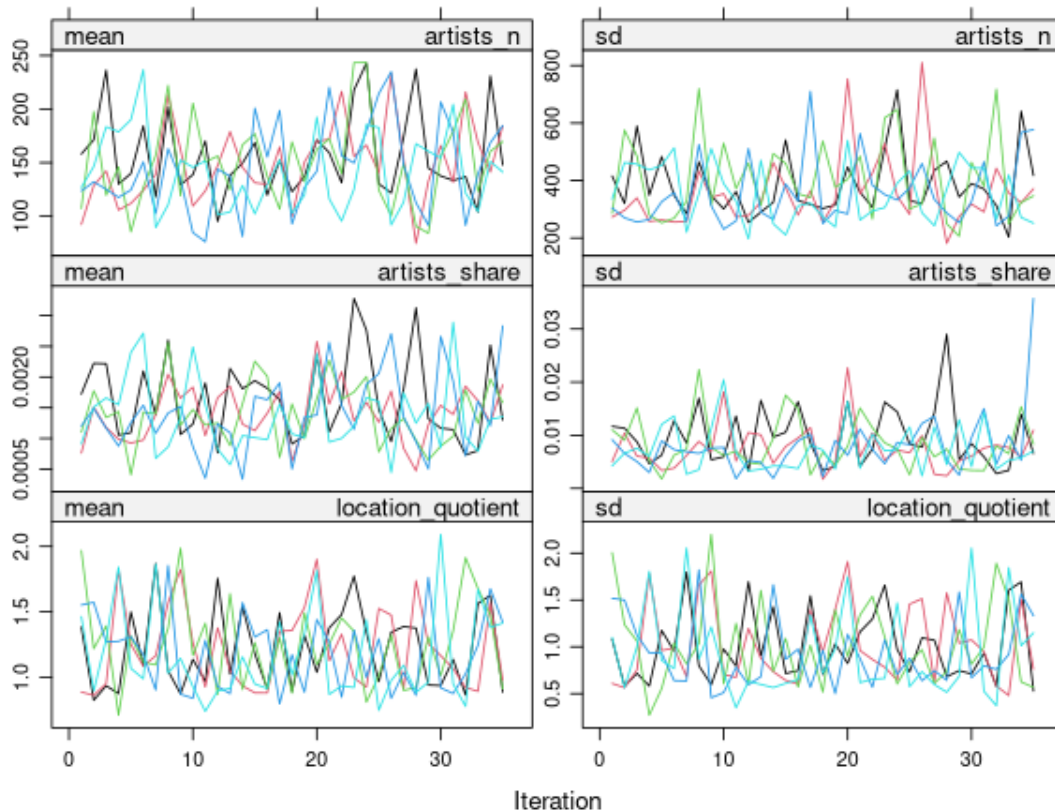 mean artists_n
sd artists_n
250
200
150
100
800
600
400
200
mean artists_share
sd artists_share
0.0020
0.0005
0.03
0.02
0.01
mean location_quotient
sd location_quotient
2.0
1.5
1.0
2.0
1.5
1.0
0.5
0 10 20 30
0 10 20 30
Iteration